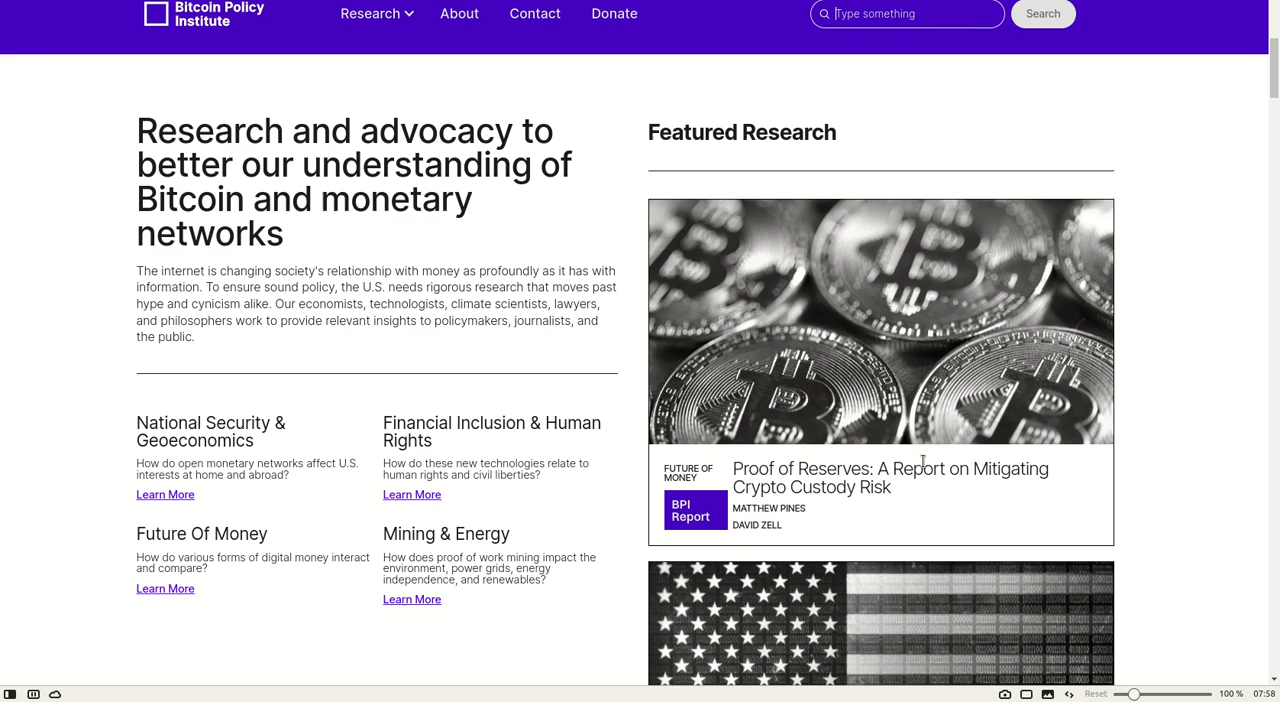 Bitcoin Policy
Institute
Research
About
Contact
Donate
Type something
Search
Research and advocacy to
better our understanding of
Bitcoin and monetary
networks
The internet is changing society's relationship with money as profoundly as it has with
information. To ensure sound policy, the U.S. needs rigorous research that moves past
hype and cynicism alike. Our economists, technologists, climate scientists, lawyers,
and philosophers work to provide relevant insights to policymakers, journalists, and
the public.
National Security &
Geoeconomics
How do open monetary networks affect U.S.
interests at home and abroad?
Learn More
Financial Inclusion & Human
Rights
How do these new technologies relate to
human rights and civil liberties?
Learn More
Future Of Money
How do various forms of digital money interact
and compare?
Learn More
Mining & Energy
How does proof of work mining impact the
environment, power grids, energy
independence, and renewables?
Learn More
Featured Research
FUTURE OF
MONEY
BPI
Report
Proof of Reserves: A Report on Mitigating
Crypto Custody Risk
MATTHEW PINES
DAVID ZELL
Reset
100 %
07:58